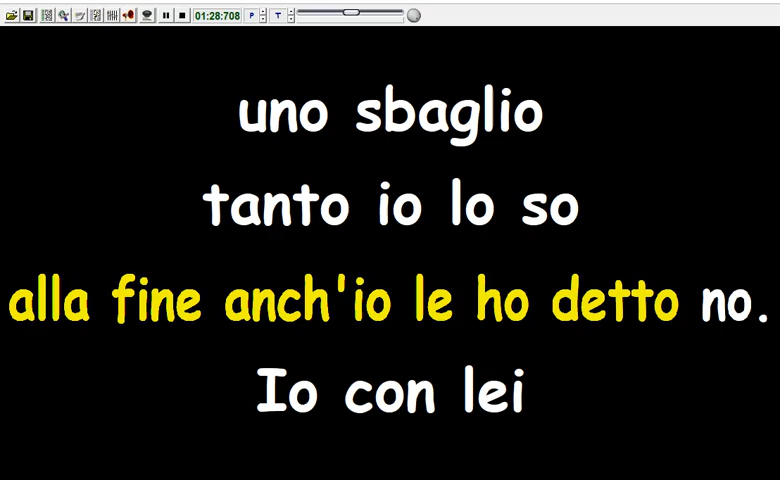 01:28:708 P T
uno sbaglio
tanto io lo so
alla fine anch'io le ho detto no.
Io con lei